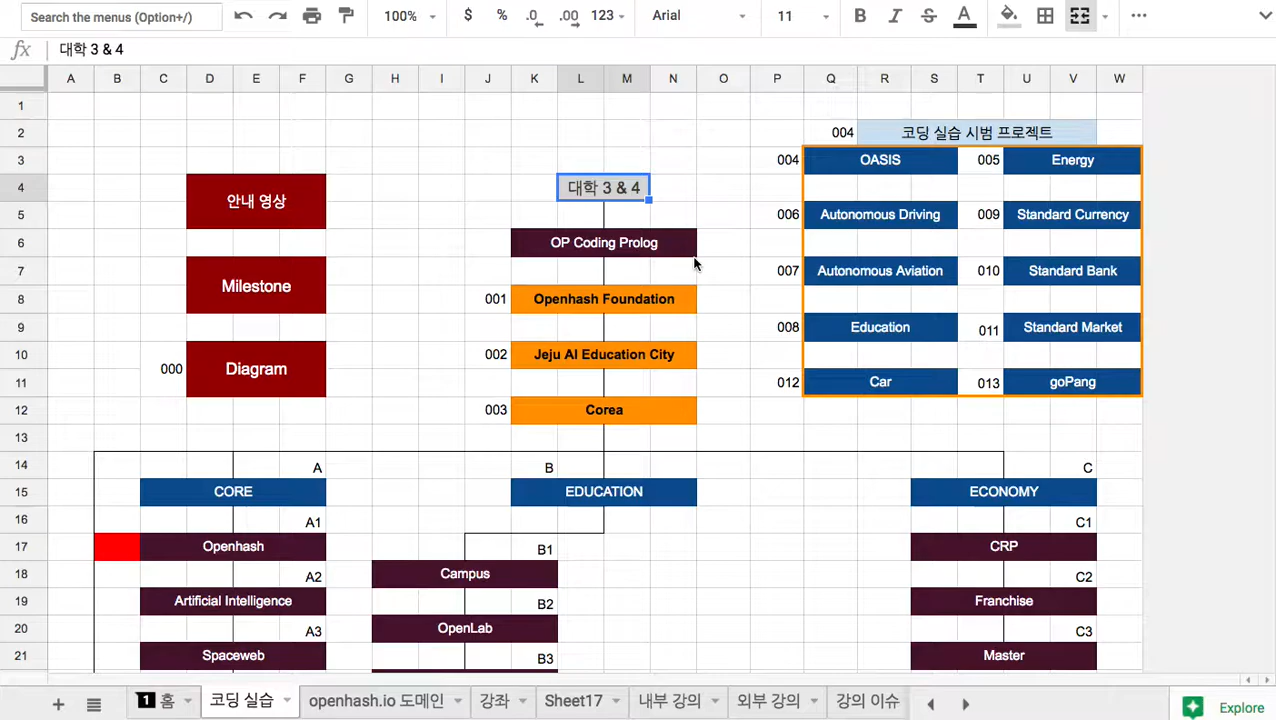 Search the menus (Option+/)
100%
$ % .0 .00 123
Arial
11
B I S A
fx 대학 3 & 4
A B C D E F G H I J K L M N O P Q R S T U V W
1
2 004 코딩 실습 시범 프로젝트
3 004 OASIS 005 Energy
4 안내 영상 대학 3 & 4
5 006 Autonomous Driving 009 Standard Currency
6 OP Coding Prolog
7 Milestone 007 Autonomous Aviation 010 Standard Bank
8 001 Openhash Foundation
9 008 Education 011 Standard Market
10 000 Diagram 002 Jeju AI Education City
11 012 Car 013 goPang
12 003 Corea
13
14 A B C
15 CORE EDUCATION ECONOMY
16 A1 C1
17 Openhash B1 CRP
18 A2 Campus C2
19 Artificial Intelligence B2 Franchise
20 A3 OpenLab C3
21 Spaceweb B3 Master
+ 1 홈 코딩 실습 openhash.io 도메인 강좌 Sheet17 내부 강의 외부 강의 강의 이슈 Explore